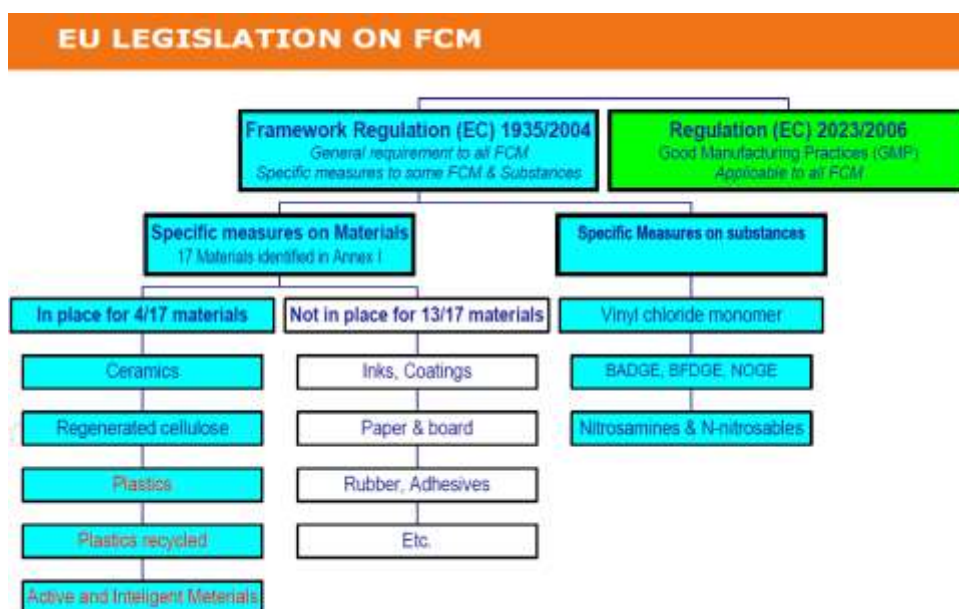 EU LEGISLATION ON FCM
Framework Regulation (EC) 1935/2004
General requirement to all FCM
Specific measures to some FCM & Substances
Regulation (EC) 2023/2006
Good Manufacturing Practices (GMP)
Applicable to all FCM
Specific measures on Materials
17 Materials identified in Annex I
Specific Measures on substances
In place for 4/17 materials
Not in place for 13/17 materials
Vinyl chloride monomer
Ceramics
Inks, Coatings
BADGE, BFDGE, NOGE
Regenerated cellulose
Paper & board
Nitrosamines & N-nitrosables
Plastics
Rubber, Adhesives
Plastics recycled
Etc.
Active and Inteligent Meterials